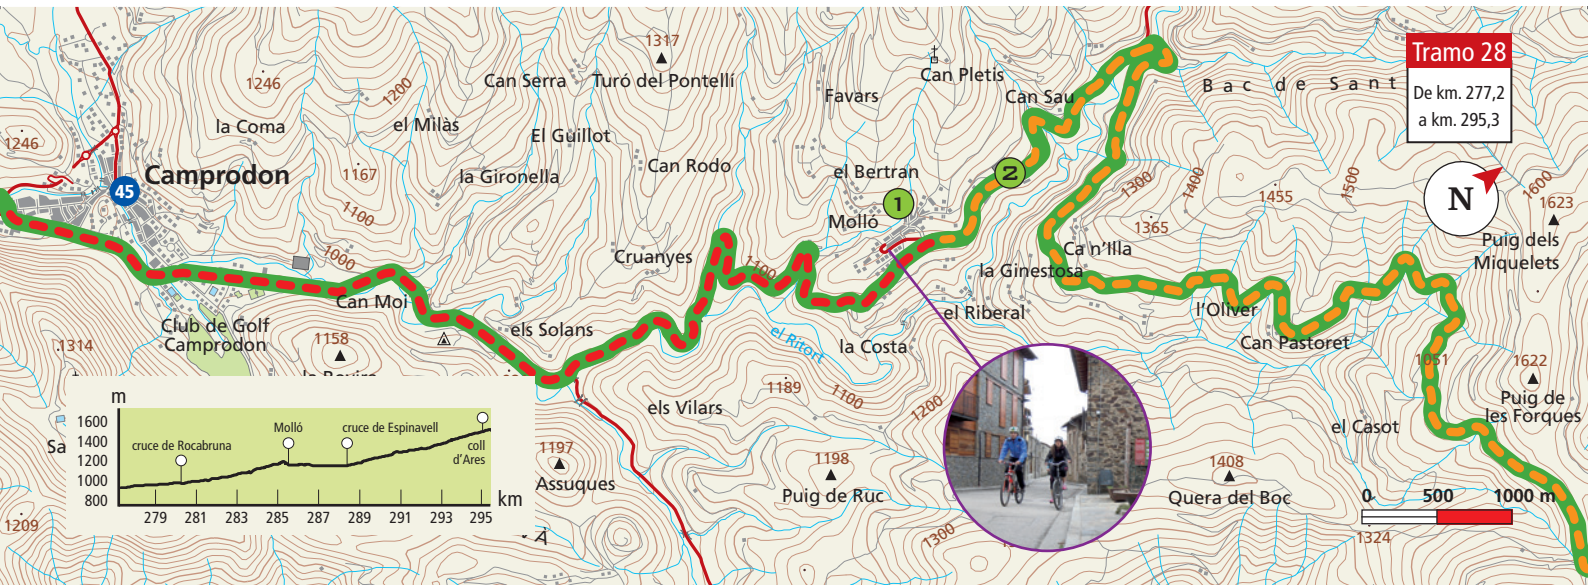 Tramo 28
De km. 277,2
a km. 295,3
N
1317
Can Serra
Turó del Pontellí
Can Pletis
Favars
Can Sau
Bac de Sant
1246
1200
la Coma
el Milàs
El Guillot
1246
Camprodon
45
1167
la Gironella
Can Rodo
el Bertran
1
2
1300
1400
1455
1500
1600
1623
Puig dels
Miquelets
1100
Molló
1365
1000
Cruanyes
1100
Ca n'Illa
la Ginestosa
Can Moi
els Solans
el Ritort
el Riberal
l'Oliver
Club de Golf
Camprodon
1314
1158
la Costa
Can Pastoret
1051
1622
Puig de
les Forques
1189
1100
1200
els Vilars
el Casot
Sa
1197
Assuques
1198
Puig de Ruc
1408
Quera del Boc
1300
1209
À
0
500
1000 m
1324
m
1600
1400
1200
1000
800
cruce de Rocabruna
Molló
cruce de Espinavell
coll
d'Ares
km
279
281
283
285
287
289
291
293
295